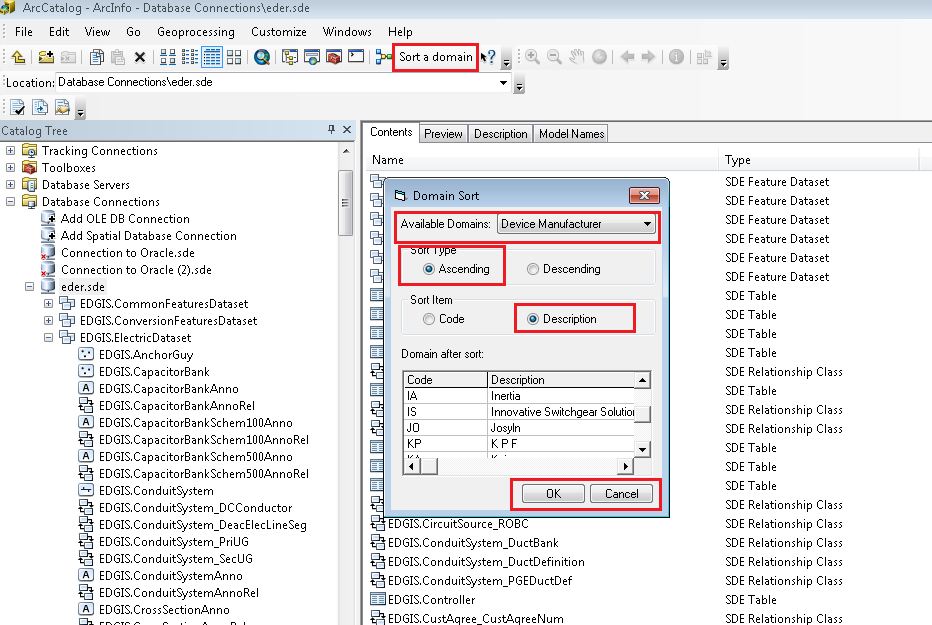 ArcCatalog - ArcInfo - Database Connections\eder.sde
File Edit View Go Geoprocessing Customize Windows Help
Sort a domain
Location: Database Connections\eder.sde
Catalog Tree
Tracking Connections
Toolboxes
Database Servers
Database Connections
Add OLE DB Connection
Add Spatial Database Connection
Connection to Oracle.sde
Connection to Oracle (2).sde
eder.sde
EDGIS.CommonFeaturesDataset
EDGIS.ConversionFeaturesDataset
EDGIS.ElectricDataset
EDGIS.AnchorGuy
EDGIS.CapacitorBank
EDGIS.CapacitorBankAnno
EDGIS.CapacitorBankAnnoRel
EDGIS.CapacitorBankSchem100Anno
EDGIS.CapacitorBankSchem100AnnoRel
EDGIS.CapacitorBankSchem500Anno
EDGIS.CapacitorBankSchem500AnnoRel
EDGIS.ConduitSystem
EDGIS.ConduitSystem_DCConductor
EDGIS.ConduitSystem_DeacElecLineSeg
EDGIS.ConduitSystem_PriUG
EDGIS.ConduitSystem_SecUG
EDGIS.ConduitSystemAnno
EDGIS.ConduitSystemAnnoRel
EDGIS.CrossSectionAnno
Contents Preview Description Model Names
Name Type
SDE Feature Dataset
SDE Feature Dataset
SDE Feature Dataset
SDE Feature Dataset
SDE Feature Dataset
SDE Feature Dataset
SDE Table
SDE Table
SDE Table
SDE Table
SDE Relationship Class
SDE Table
SDE Relationship Class
SDE Relationship Class
SDE Table
SDE Table
SDE Table
SDE Relationship Class
EDGIS.CircuitSource_ROBC SDE Relationship Class
EDGIS.ConduitSystem_DuctBank SDE Relationship Class
EDGIS.ConduitSystem_DuctDefinition SDE Relationship Class
EDGIS.ConduitSystem_PGEDuctDef SDE Relationship Class
EDGIS.Controller SDE Table
EDGIS.CustAgree_CustAgreeNum SDE Relationship Class
Domain Sort
Available Domains: Device Manufacturer
Sort Type
Ascending Descending
Sort Item
Code Description
Domain after sort:
Code Description
IA Inertia
IS Innovative Switchgear Solution
JO Josyln
KP K P F
OK Cancel